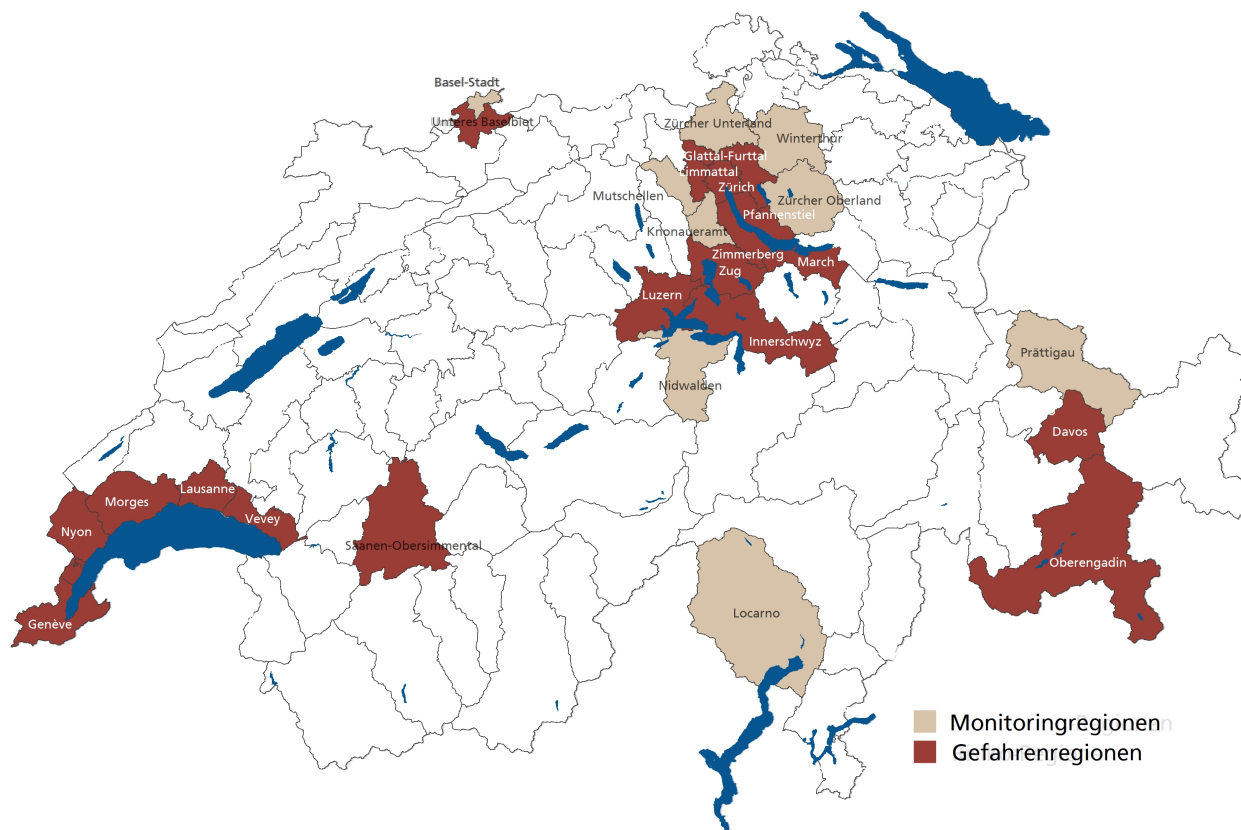 Basel-Stadt
Unteres Baselbiet
Zürcher Unterland
Winterthur
Glattal-Furttal
Limmattal
Zürich
Mutschellen
Zürcher Oberland
Pfannenstiel
Knonaueramt
Zimmerberg
March
Zug
Luzern
Innerschwyz
Prättigau
Nidwalden
Davos
Lausanne
Morges
Vevey
Nyon
Saanen-Obersimmental
Oberengadin
Locarno
Genève
Monitoringregionen
Gefahrenregionen